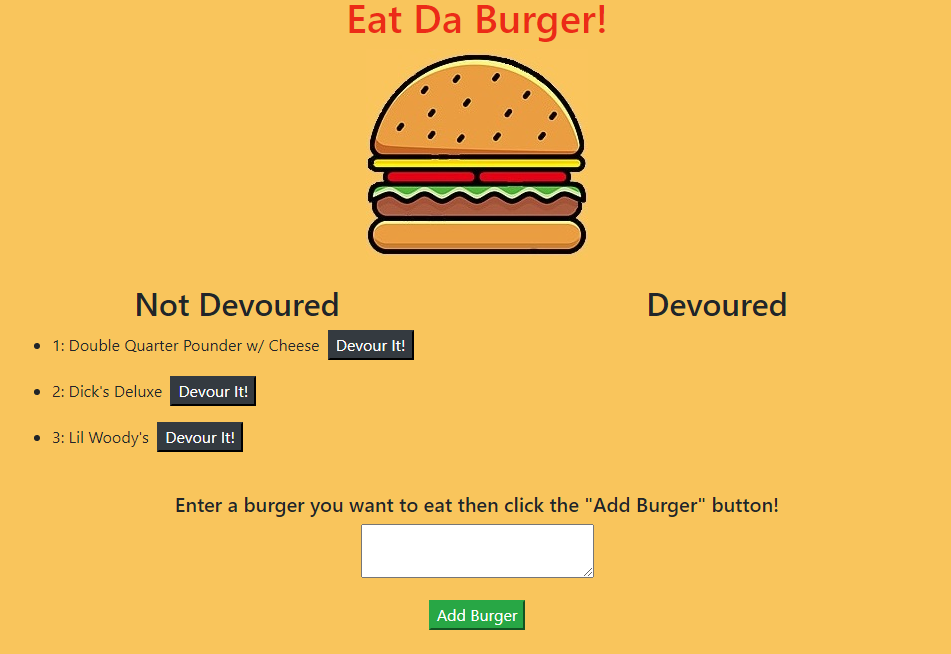 Eat Da Burger!
Not Devoured
Devoured
1: Double Quarter Pounder w/ Cheese Devour It!
2: Dick's Deluxe Devour It!
3: Lil Woody's Devour It!
Enter a burger you want to eat then click the "Add Burger" button!
Add Burger